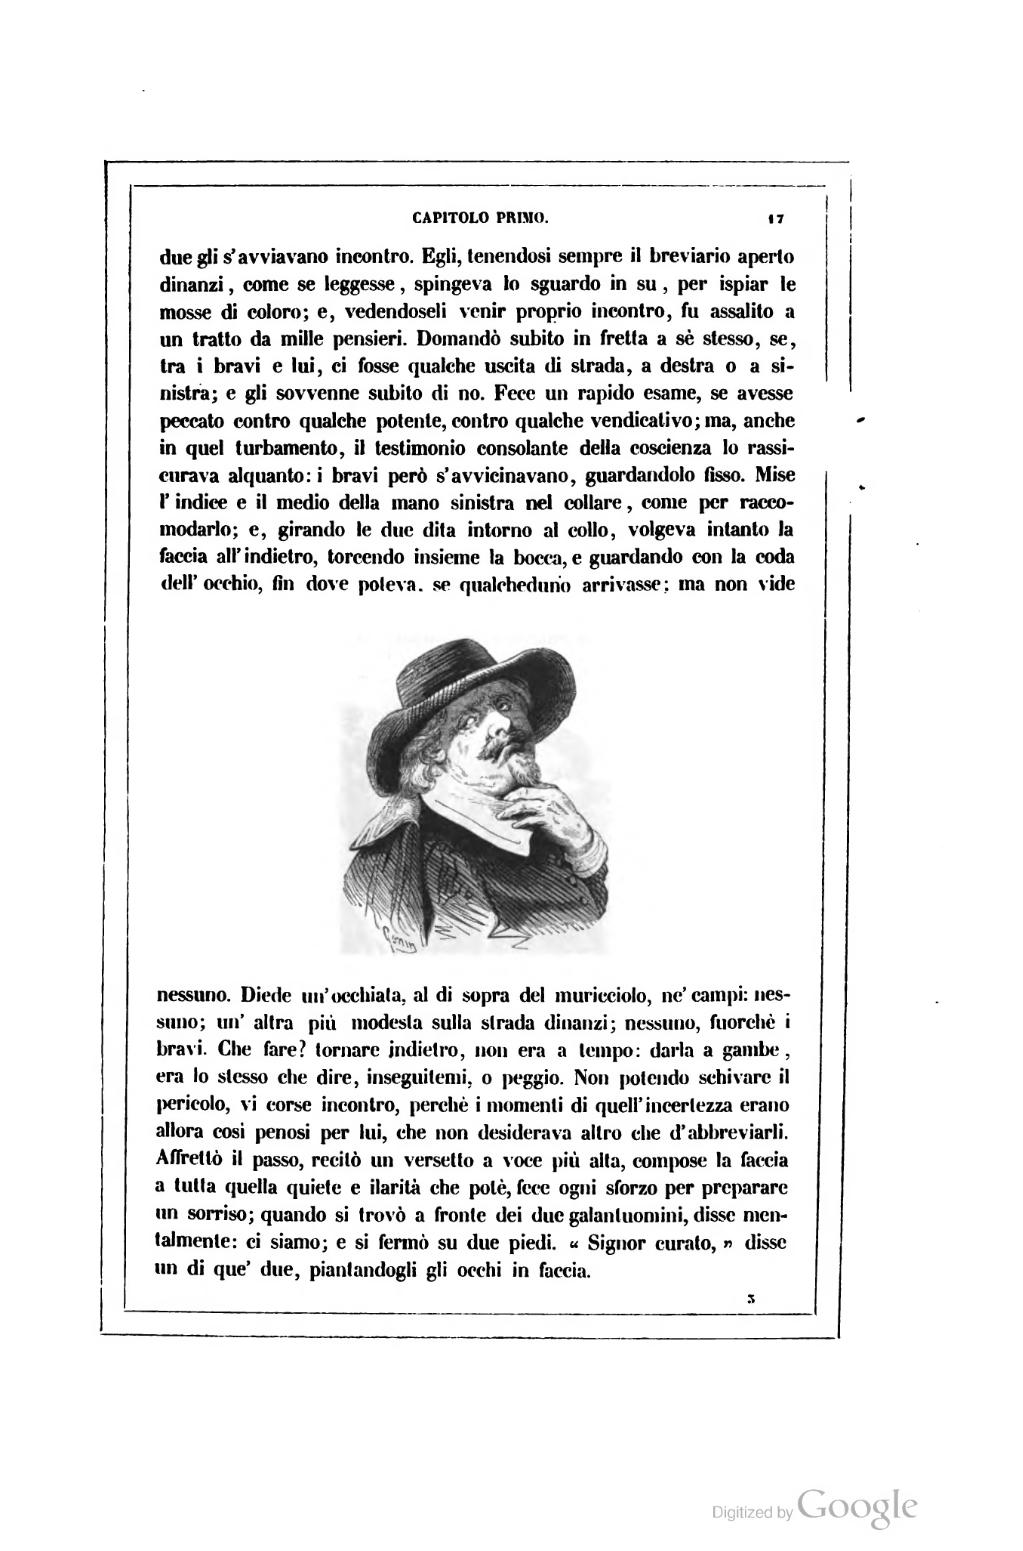 CAPITOLO PRIMO. 17
due gli s'avviavano incontro. Egli, tenendosi sempre il breviario aperto
dinanzi, come se leggesse, spingeva lo sguardo in su, per ispiar le
mosse di coloro; e, vedendoseli venir proprio incontro, fu assalito a
un tratto da mille pensieri. Domandò subito in fretta a sè stesso, se,
tra i bravi e lui, ci fosse qualche uscita di strada, a destra o a si-
nistra; e gli sovvenne subito di no. Fece un rapido esame, se avesse
peccato contro qualche potente, contro qualche vendicativo; ma, anche
in quel turbamento, il testimonio consolante della coscienza lo rassi-
curava alquanto: i bravi però s'avvicinavano, guardandolo fisso. Mise
l'indice e il medio della mano sinistra nel collare, come per racco-
modarlo; e, girando le due dita intorno al collo, volgeva intanto la
faccia all'indietro, torcendo insieme la bocca, e guardando con la coda
dell'occhio, fin dove poteva, se qualcheduno arrivasse; ma non vide
Gonin
nessuno. Diede un'occhiata, al di sopra del muricciolo, ne' campi: nes-
suno; un'altra più modesta sulla strada dinanzi; nessuno, fuorchè i
bravi. Che fare? tornare indietro, non era a tempo: darla a gambe,
era lo stesso che dire, inseguitemi, o peggio. Non potendo schivare il
pericolo, vi corse incontro, perchè i momenti di quell'incertezza erano
allora così penosi per lui, che non desiderava altro che d'abbreviarli.
Affrettò il passo, recitò un versetto a voce più alta, compose la faccia
a tutta quella quiete e ilarità che potè, fece ogni sforzo per preparare
un sorriso; quando si trovò a fronte dei due galantuomini, disse men-
talmente: ci siamo; e si fermò su due piedi. « Signor curato, » disse
un di que' due, piantandogli gli occhi in faccia.
3
Digitized by Google